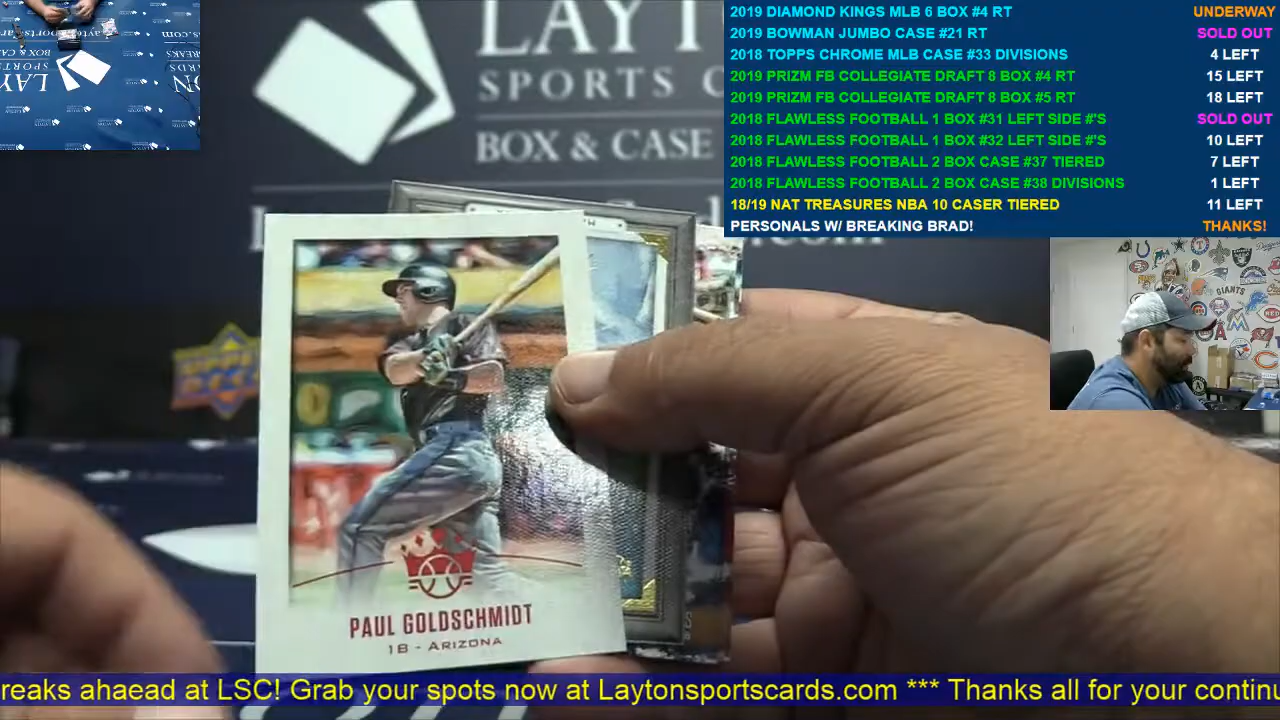 2019 DIAMOND KINGS MLB 6 BOX #4 RT UNDERWAY
2019 BOWMAN JUMBO CASE #21 RT SOLD OUT
2018 TOPPS CHROME MLB CASE #33 DIVISIONS 4 LEFT
2019 PRIZM FB COLLEGIATE DRAFT 8 BOX #4 RT 15 LEFT
2019 PRIZM FB COLLEGIATE DRAFT 8 BOX #5 RT 18 LEFT
2018 FLAWLESS FOOTBALL 1 BOX #31 LEFT SIDE #'S SOLD OUT
2018 FLAWLESS FOOTBALL 1 BOX #32 LEFT SIDE #'S 10 LEFT
2018 FLAWLESS FOOTBALL 2 BOX CASE #37 TIERED 7 LEFT
2018 FLAWLESS FOOTBALL 2 BOX CASE #38 DIVISIONS 1 LEFT
18/19 NAT TREASURES NBA 10 CASER TIERED 11 LEFT
PERSONALS W/ BREAKING BRAD! THANKS!
LAYT
SPORTS C
BOX & CASE
UPPER
GIANTS
PAUL GOLDSCHMIDT
1B - ARIZONA
reaks ahaead at LSC! Grab your spots now at Laytonsportscards.com *** Thanks all for your continu